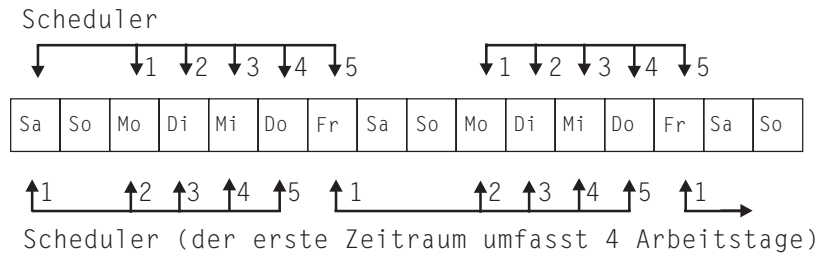 Scheduler
1 2 3 4 5 1 2 3 4 5
Sa So Mo Di Mi Do Fr Sa So Mo Di Mi Do Fr Sa So
1 2 3 4 5 1 2 3 4 5 1
Scheduler (der erste Zeitraum umfasst 4 Arbeitstage)